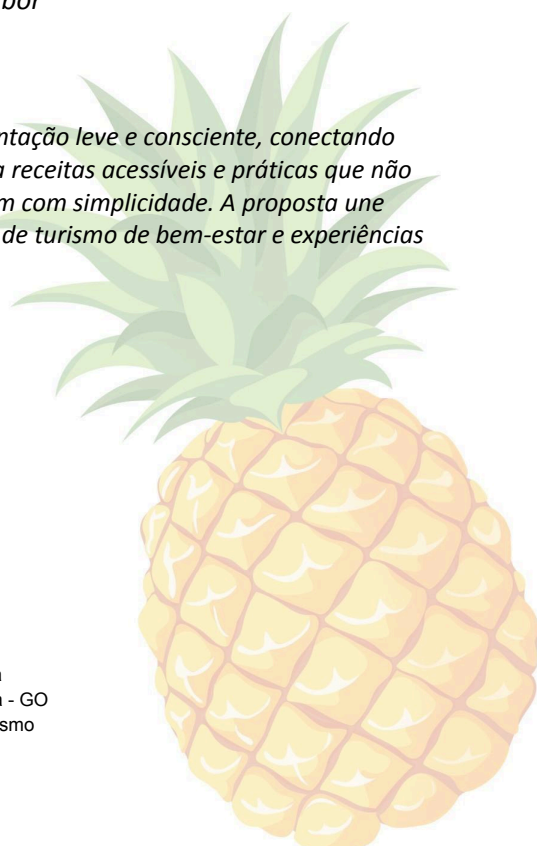 ntação leve e consciente, conectando
receitas acessíveis e práticas que não
m com simplicidade. A proposta une
de turismo de bem-estar e experiências
- GO
smo